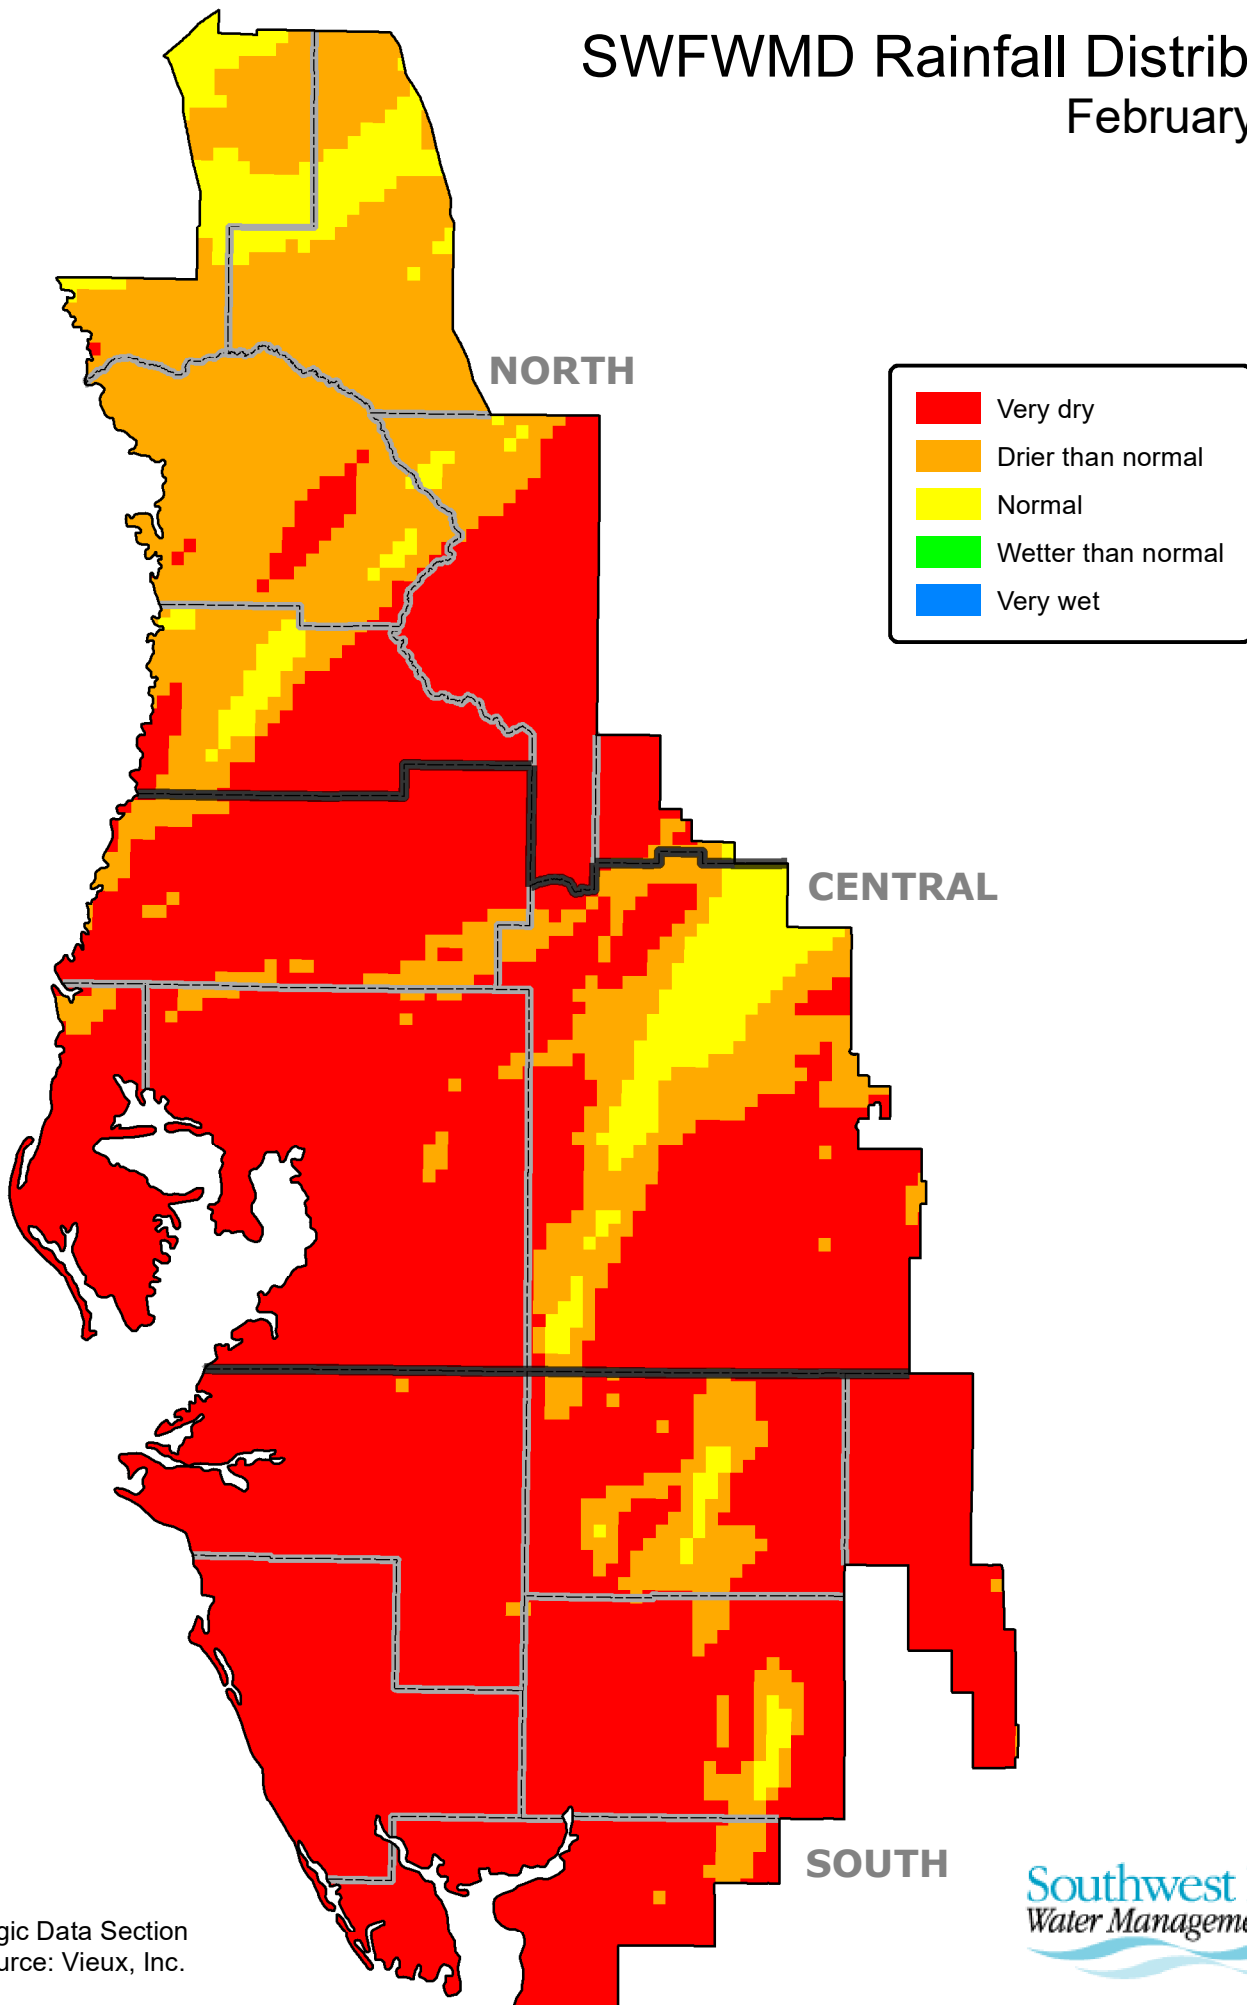 SWFWMD Rainfall Distrib
February
NORTH
Very dry
Drier than normal
Normal
Wetter than normal
Very wet
CENTRAL
SOUTH
Southwest
Water Manageme
gic Data Section
urce: Vieux, Inc.